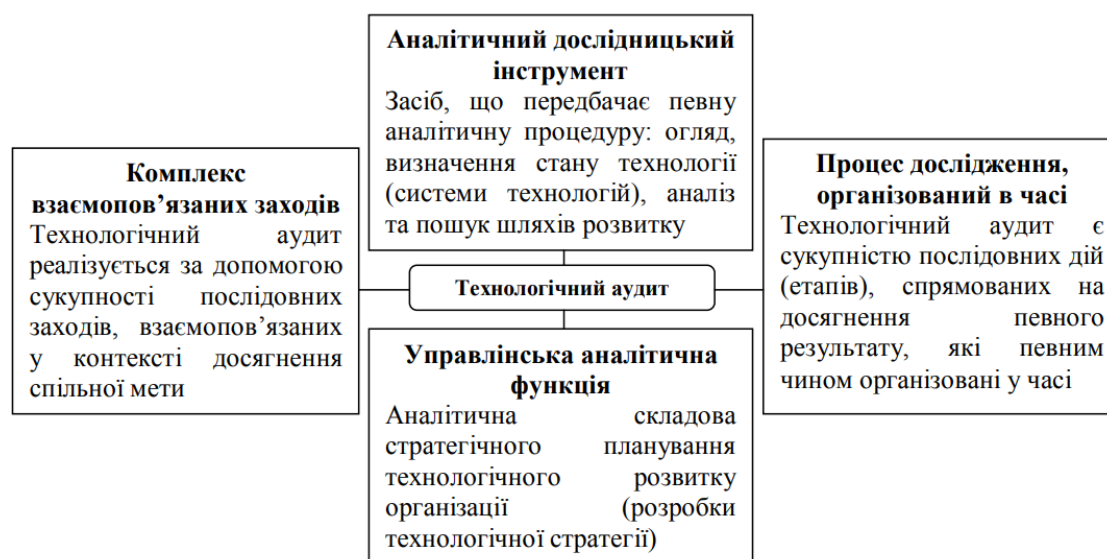 Аналітичний дослідницький
інструмент
Засіб, що передбачає певну
аналітичну процедуру: огляд,
визначення стану технології
(системи технологій), аналіз
та пошук шляхів розвитку
Комплекс
взаємопов’язаних заходів
Технологічний аудит
реалізується за допомогою
сукупності послідовних
заходів, взаємопов’язаних
у контексті досягнення
спільної мети
Технологічний аудит
Процес дослідження,
організований в часі
Технологічний аудит є
сукупністю послідовних дій
(етапів), спрямованих на
досягнення певного
результату, які певним
чином організовані у часі
Управлінська аналітична
функція
Аналітична складова
стратегічного планування
технологічного розвитку
організації (розробки
технологічної стратегії)